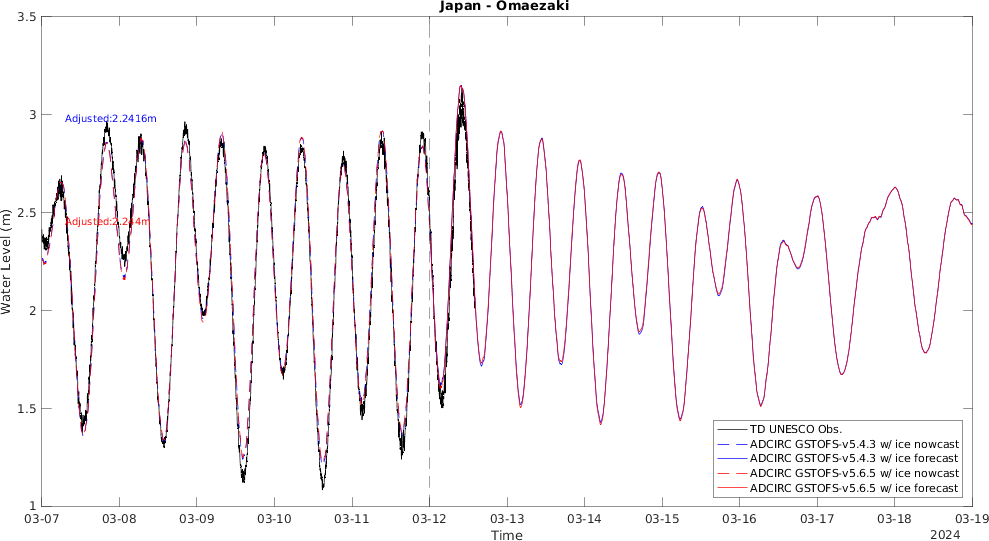 Japan - Omaezaki
3.5
3
2.5
2
1.5
1
Water Level (m)
Adjusted:2.2416m
Adjusted:2.244m
TD UNESCO Obs.
ADCIRC GSTOFS-v5.4.3 w/ ice nowcast
ADCIRC GSTOFS-v5.4.3 w/ ice forecast
ADCIRC GSTOFS-v5.6.5 w/ ice nowcast
ADCIRC GSTOFS-v5.6.5 w/ ice forecast
03-07 03-08 03-09 03-10 03-11 03-12 03-13 03-14 03-15 03-16 03-17 03-18 03-19
Time
2024